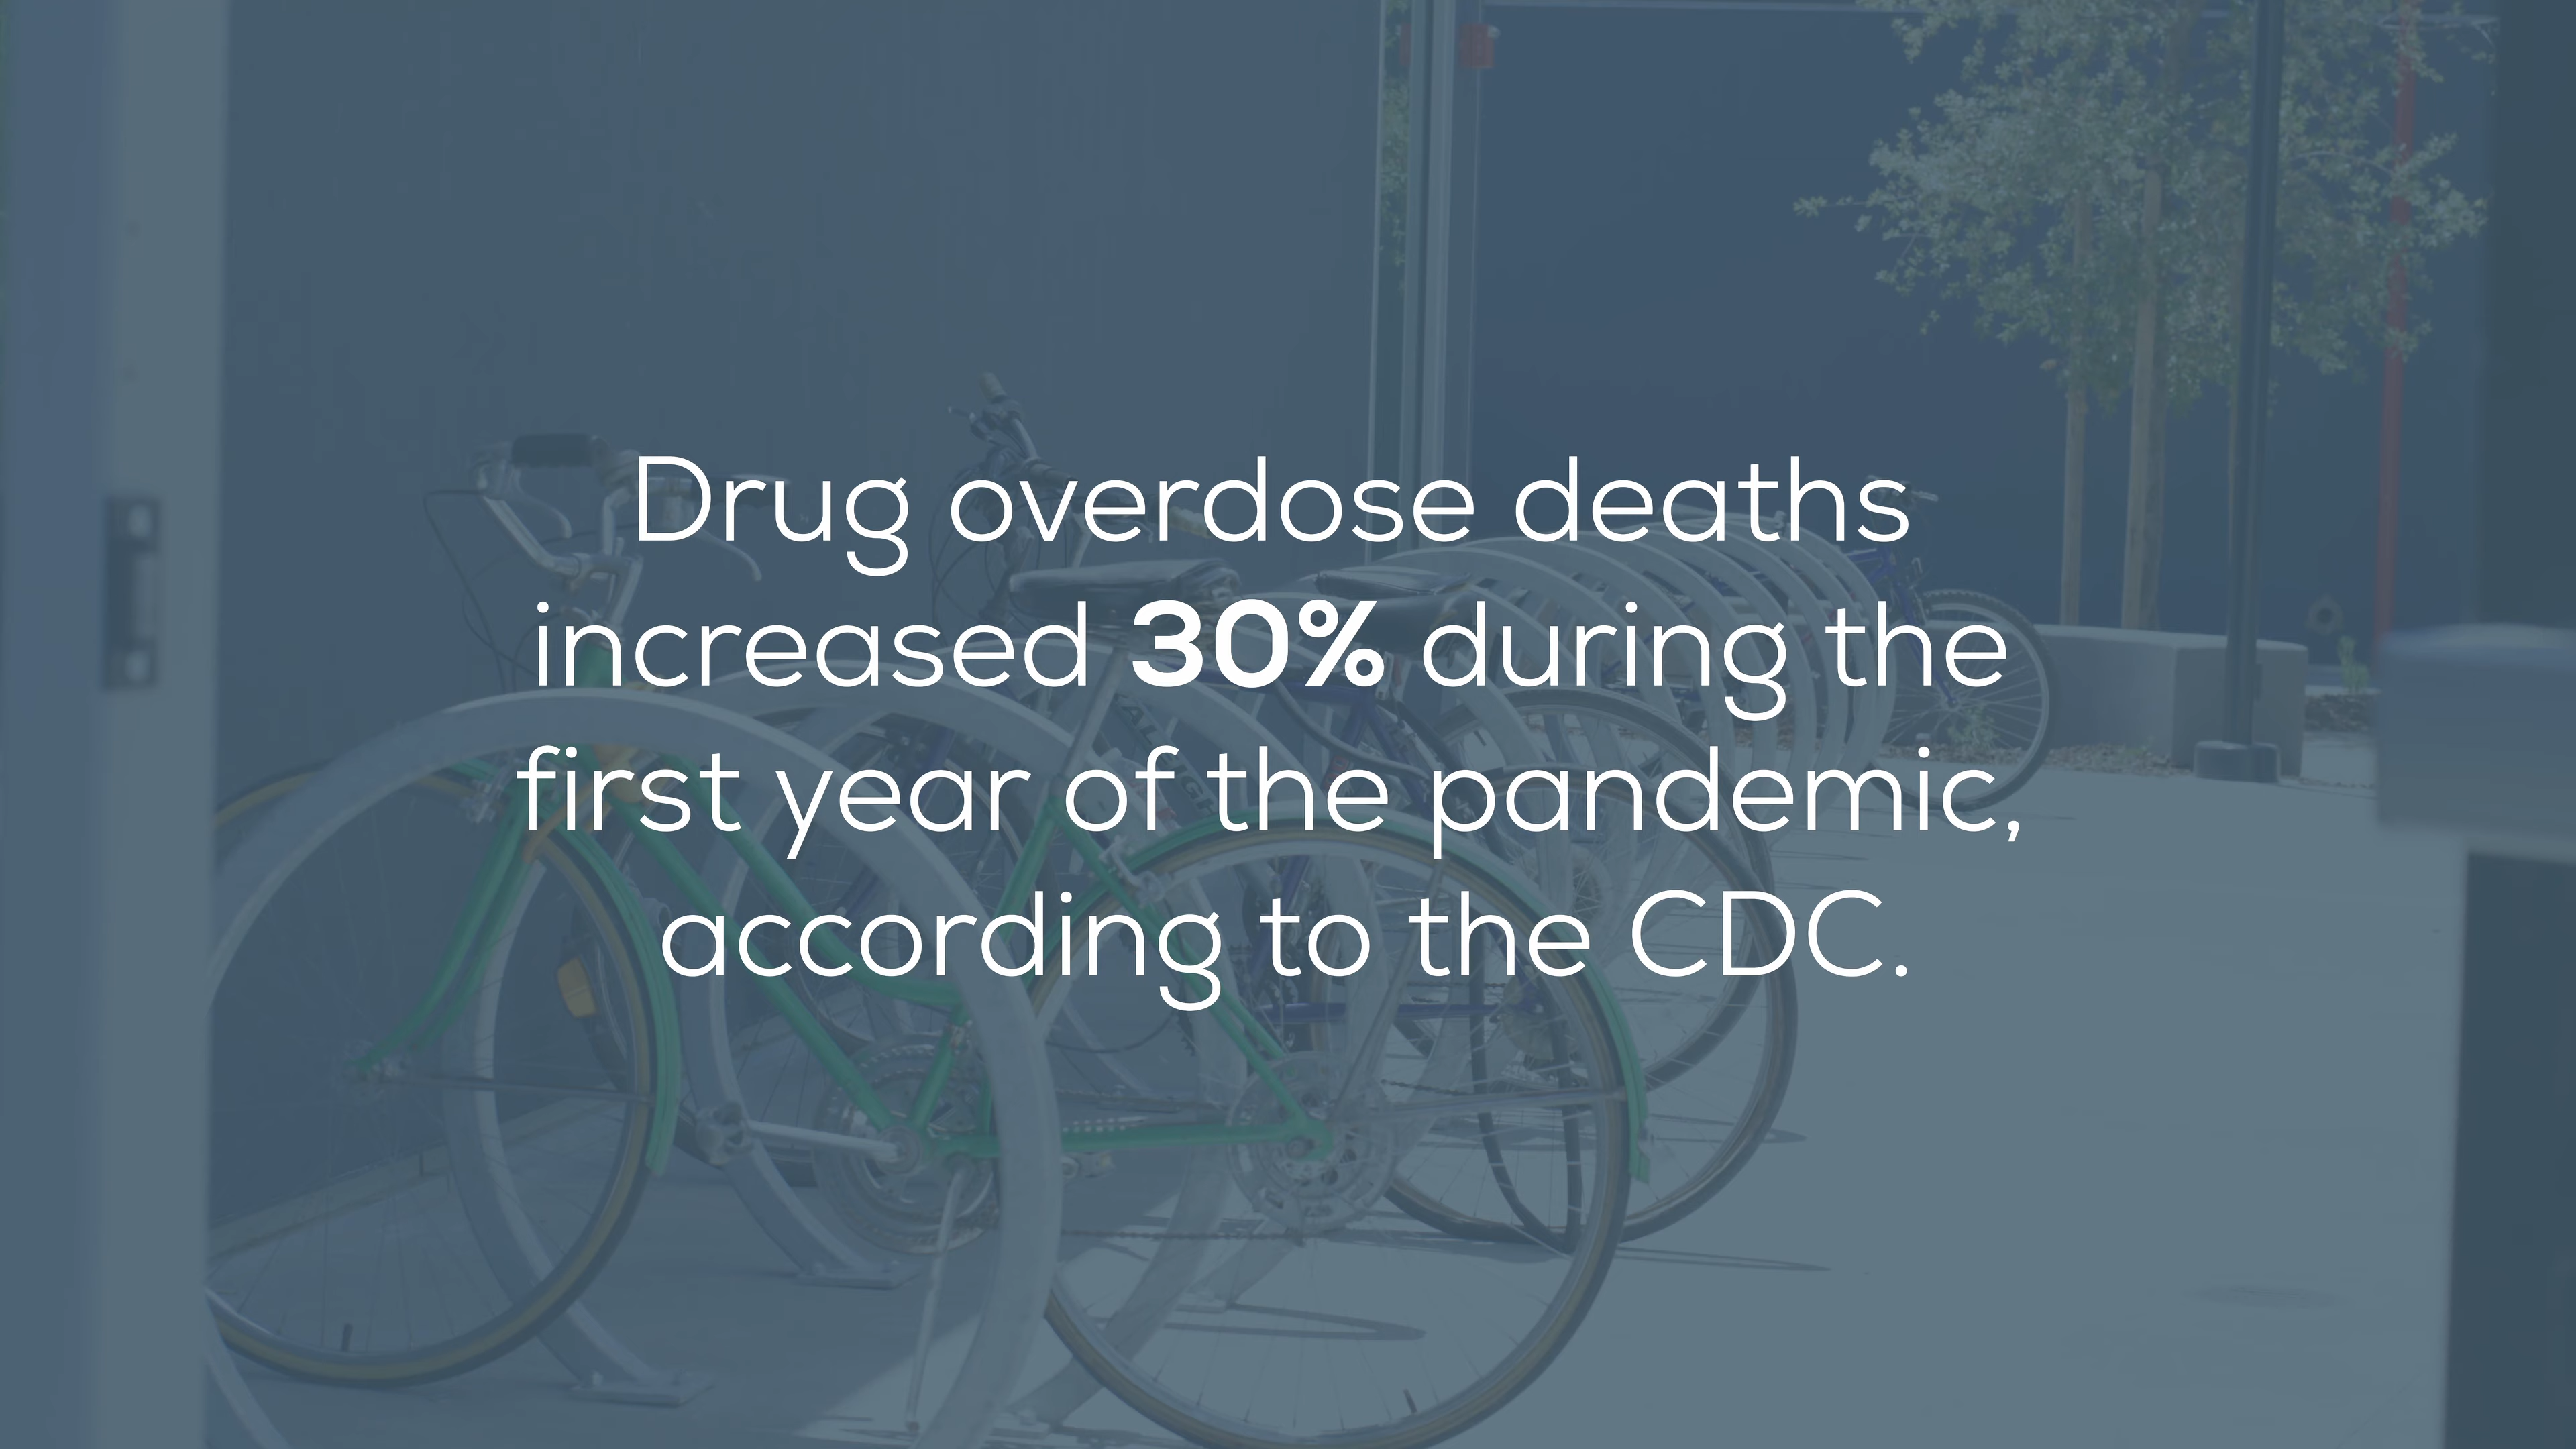 Drug overdose deaths
increased 30% during the
first year of the pandemic,
according to the CDC.